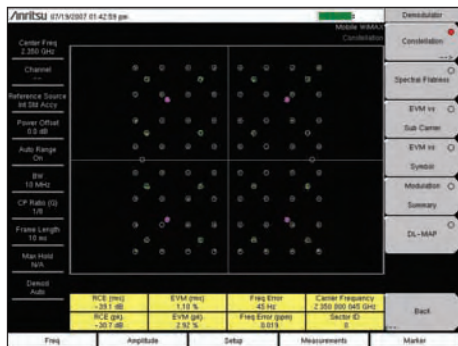 Anritsu 07/19/2007 01:42:59 pm
Mobile WiMAX
Constellation
Center Freq
2.350 GHz
Channel
--
Reference Source
Int Std Accy
Power Offset
0.0 dB
Auto Range
On
BW
10 MHz
CP Ratio (G)
1/8
Frame Length
10 ms
Max Hold
N/A
Demod
Auto
Demodulator
Constellation
-->
Spectral Flatness
EVM vs
Sub Carrier
EVM vs
Symbol
Modulation
Summary
DL-MAP
Back
RCE (rms)
-39.1 dB
EVM (rms)
1.10 %
Freq Error
45 Hz
Carrier Frequency
2.350 000 045 GHz
RCE (pk)
-30.7 dB
EVM (pk)
2.92 %
Freq Error (ppm)
0.019
Sector ID
0
Freq
Amplitude
Setup
Measurements
Marker